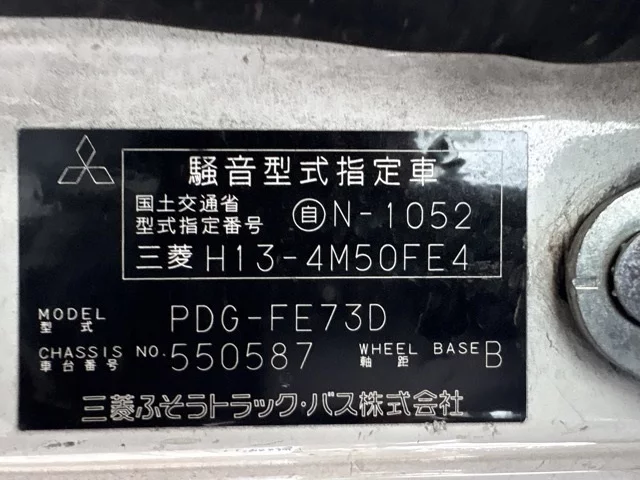 騒音型式指定車
国土交通省
型式指定番号 自N-1052
三菱 H13-4M50FE4
MODEL
型式 PDG-FE73D
CHASSIS NO. 550587 WHEEL BASE B
車台番号 軸距
三菱ふそうトラック・バス株式会社